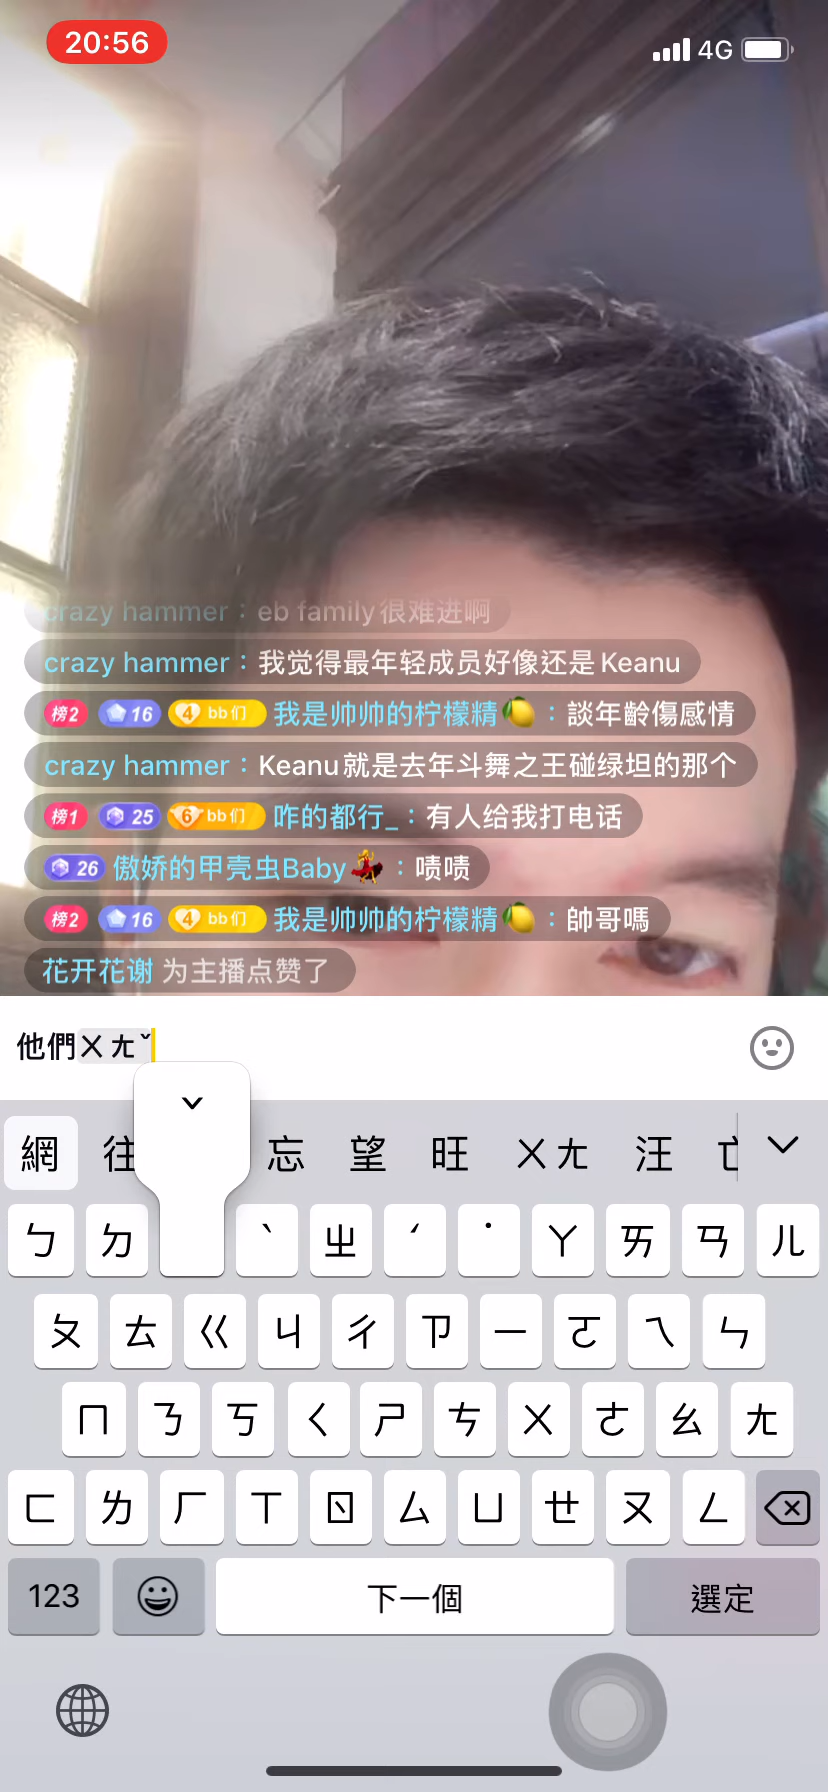 20:56
4G
crazy hammer：eb family很难进啊
crazy hammer：我觉得最年轻成员好像还是Keanu
榜2 16 4 bb们 我是帅帅的柠檬精🍋：談年齡傷感情
crazy hammer：Keanu就是去年斗舞之王碰绿坦的那个
榜1 25 6 bb们 咋的都行_：有人给我打电话
26 傲娇的甲壳虫Baby💃：啧啧
榜2 16 4 bb们 我是帅帅的柠檬精🍋：帥哥嗎
花开花谢 为主播点赞了
他們ㄨㄤˇ
ˇ
網 往 忘 望 旺 ㄨㄤ 汪
ㄅ ㄉ ˋ ㄓ ˊ ˙ ㄚ ㄞ ㄢ ㄦ
ㄆ ㄊ ㄍ ㄐ ㄔ ㄗ ㄧ ㄛ ㄟ ㄣ
ㄇ ㄋ ㄎ ㄑ ㄕ ㄘ ㄨ ㄜ ㄠ ㄤ
ㄈ ㄌ ㄏ ㄒ ㄖ ㄙ ㄩ ㄝ ㄡ ㄥ
123 下一個 選定